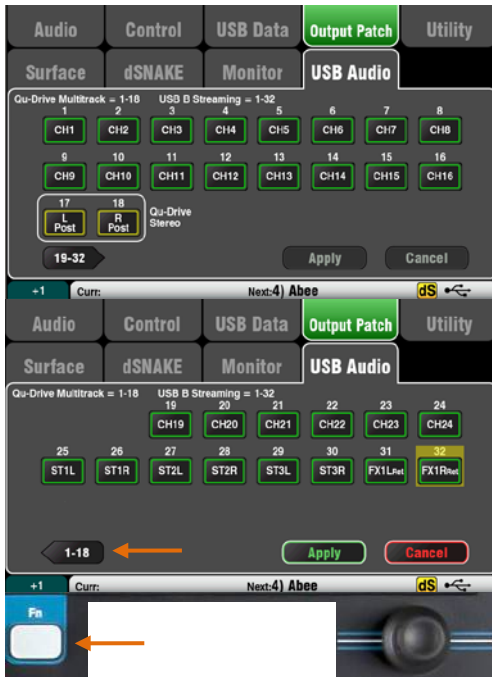 Audio Control USB Data Output Patch Utility
Surface dSNAKE Monitor USB Audio
Qu-Drive Multitrack = 1-18 USB B Streaming = 1-32
1 2 3 4 5 6 7 8
CH1 CH2 CH3 CH4 CH5 CH6 CH7 CH8
9 10 11 12 13 14 15 16
CH9 CH10 CH11 CH12 CH13 CH14 CH15 CH16
17 18
L Post R Post Qu-Drive Stereo
19-32 Apply Cancel
+1 Curr: Next:4) Abee dS
Audio Control USB Data Output Patch Utility
Surface dSNAKE Monitor USB Audio
Qu-Drive Multitrack = 1-18 USB B Streaming = 1-32
19 20 21 22 23 24
CH19 CH20 CH21 CH22 CH23 CH24
25 26 27 28 29 30 31 32
ST1L ST1R ST2L ST2R ST3L ST3R FX1LRet FX1RRet
1-18 Apply Cancel
+1 Curr: Next:4) Abee dS
Fn